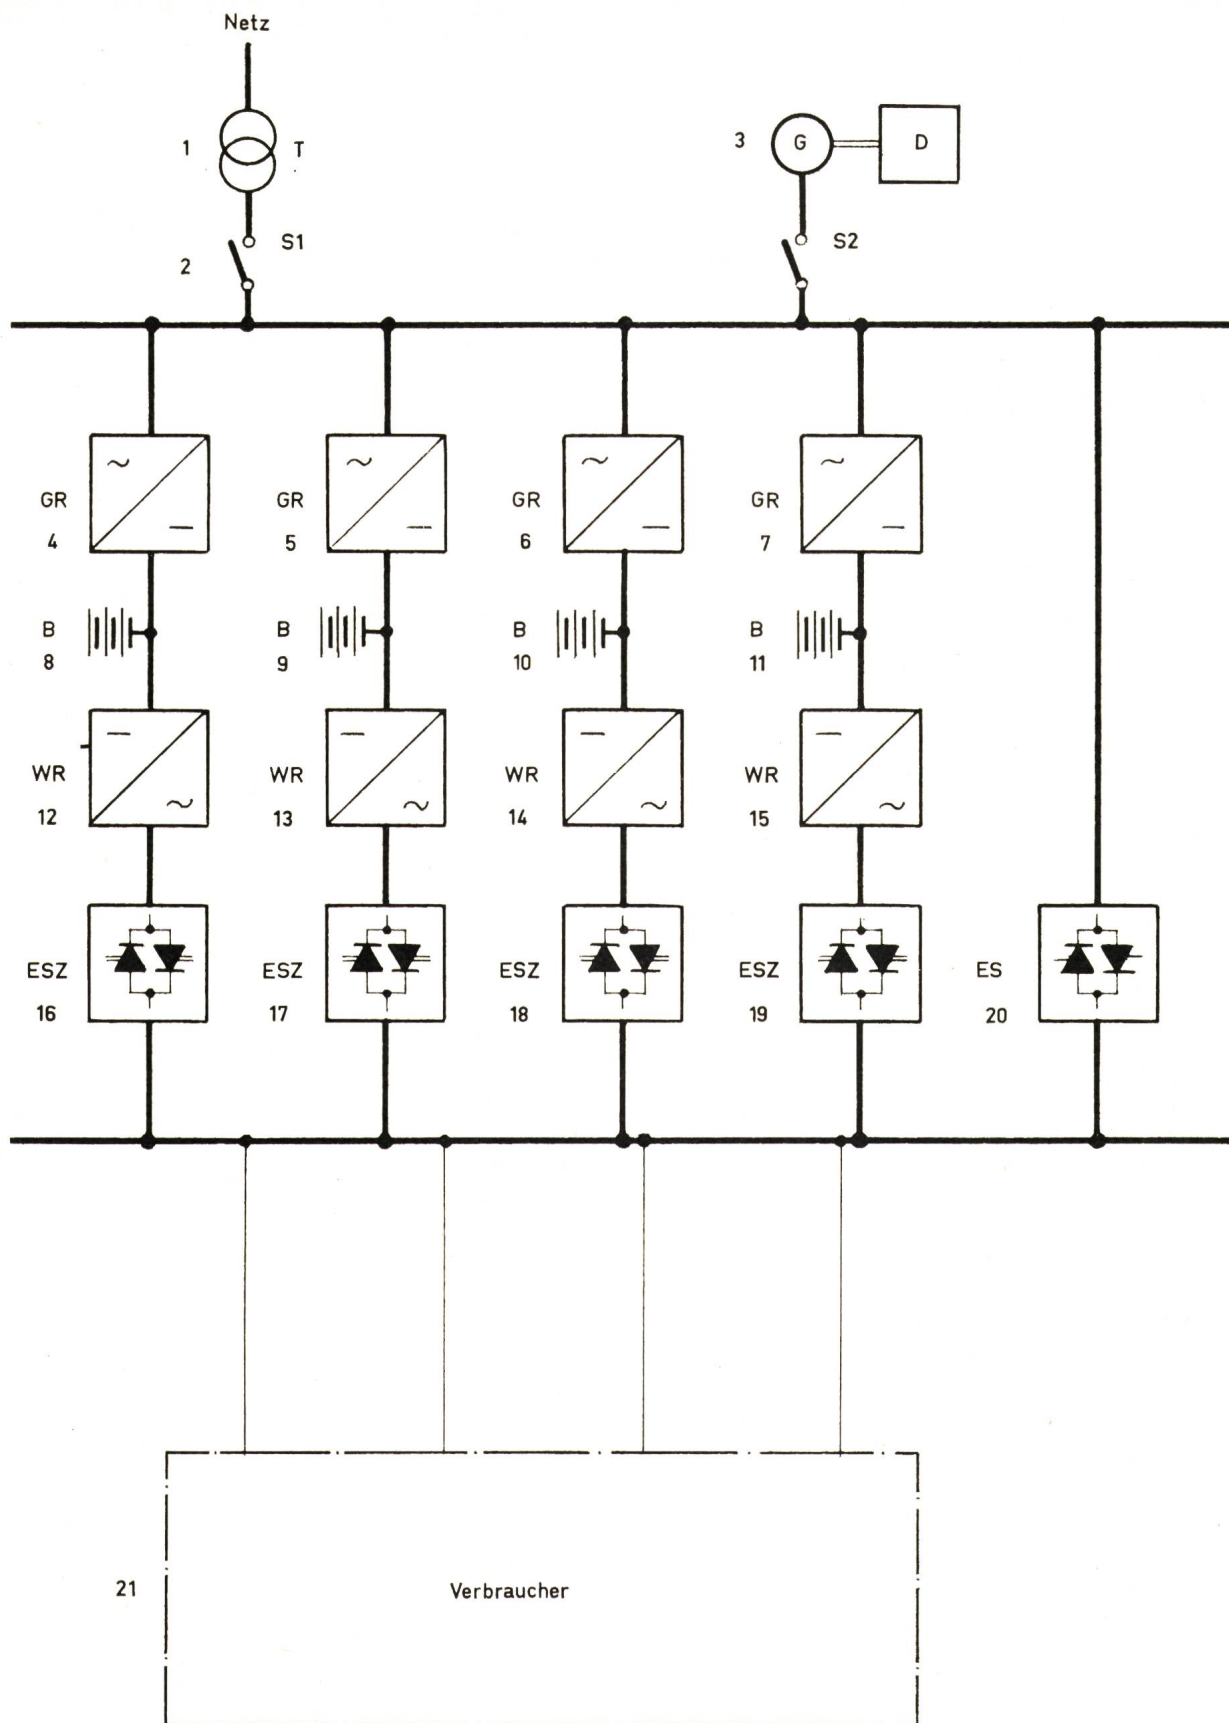 Netz
1 T
3 G D
S1
2
S2
GR GR GR GR
4 5 6 7
B B B B
8 9 10 11
WR WR WR WR
12 13 14 15
ESZ ESZ ESZ ESZ ES
16 17 18 19 20
21 Verbraucher